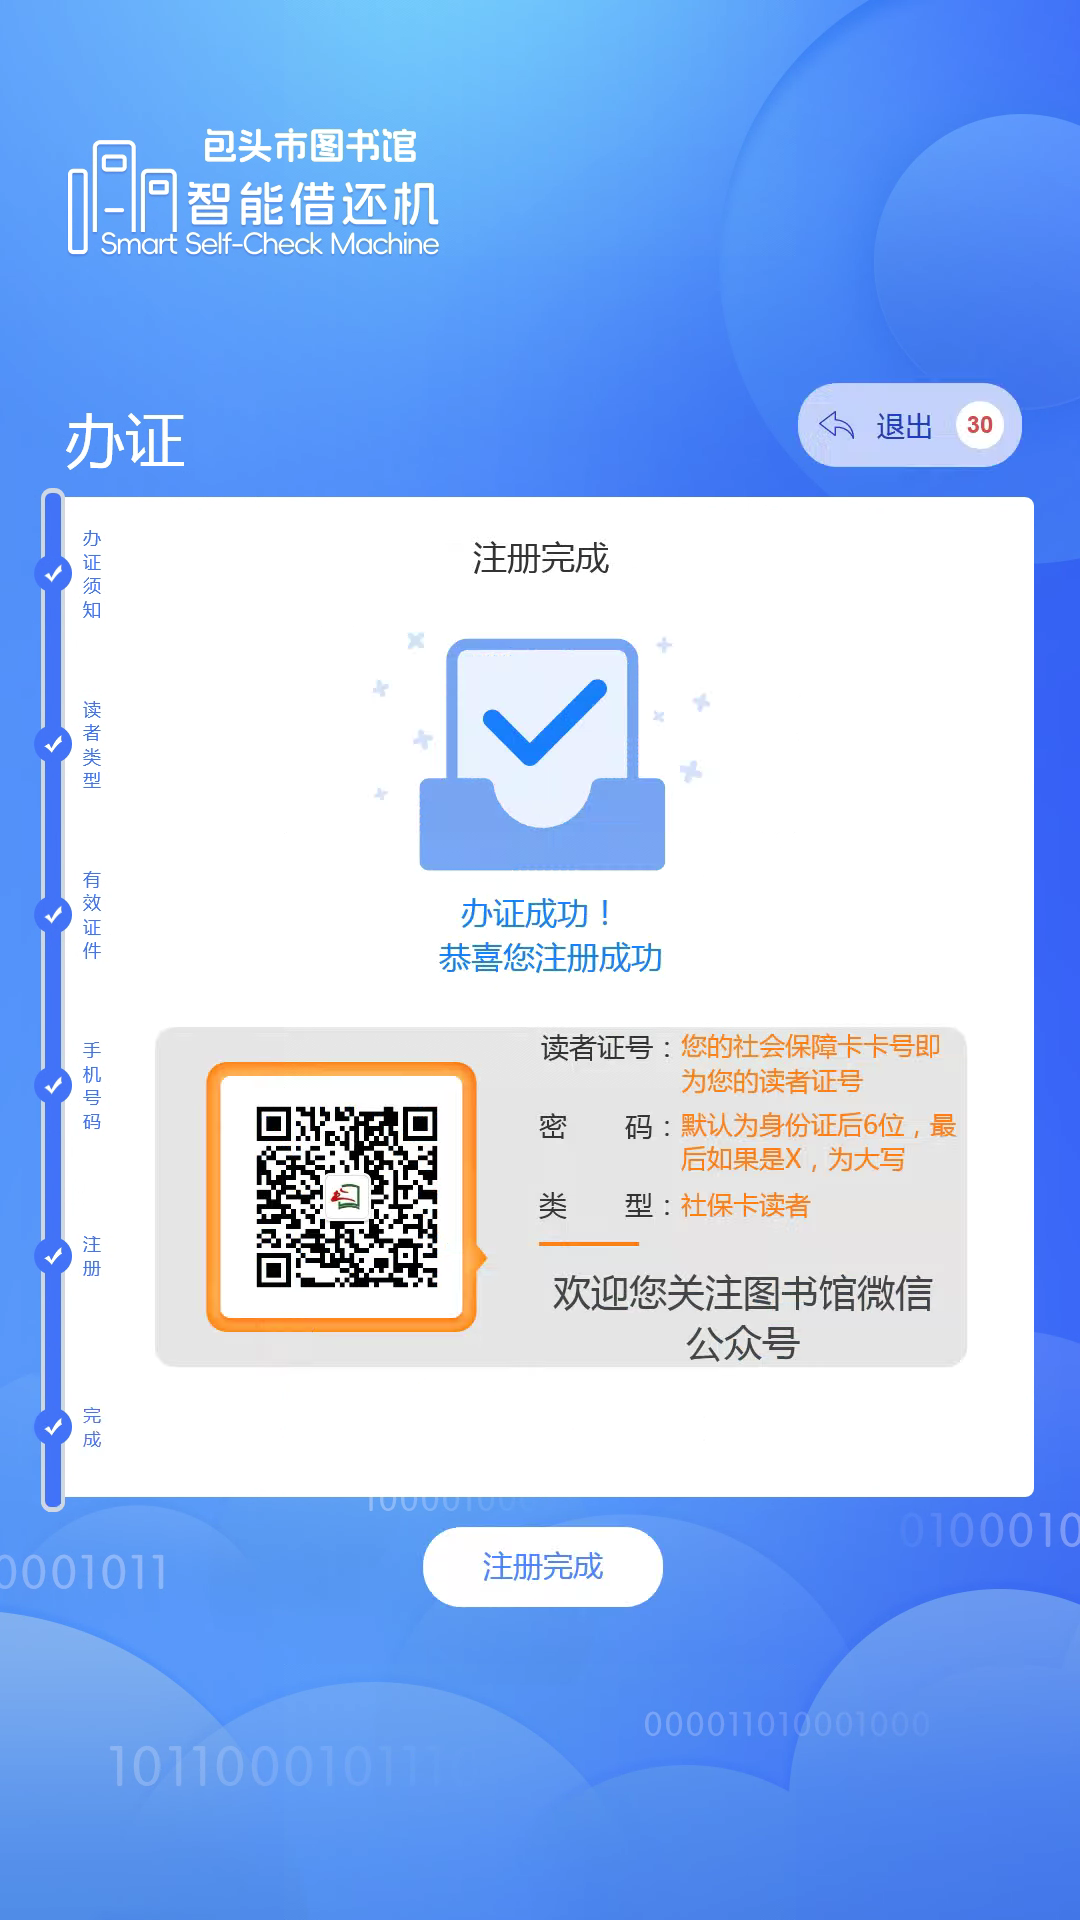 包头市图书馆
智能借还机
Smart Self-Check Machine
办证
退出 30
办证须知
读者类型
有效证件
手机号码
注册
完成
注册完成
办证成功！
恭喜您注册成功
读者证号：您的社会保障卡卡号即
为您的读者证号
密 码：默认为身份证后6位，最
后如果是X，为大写
类 型：社保卡读者
欢迎您关注图书馆微信
公众号
0001011
0100010
注册完成
000011010001000
1011000101110